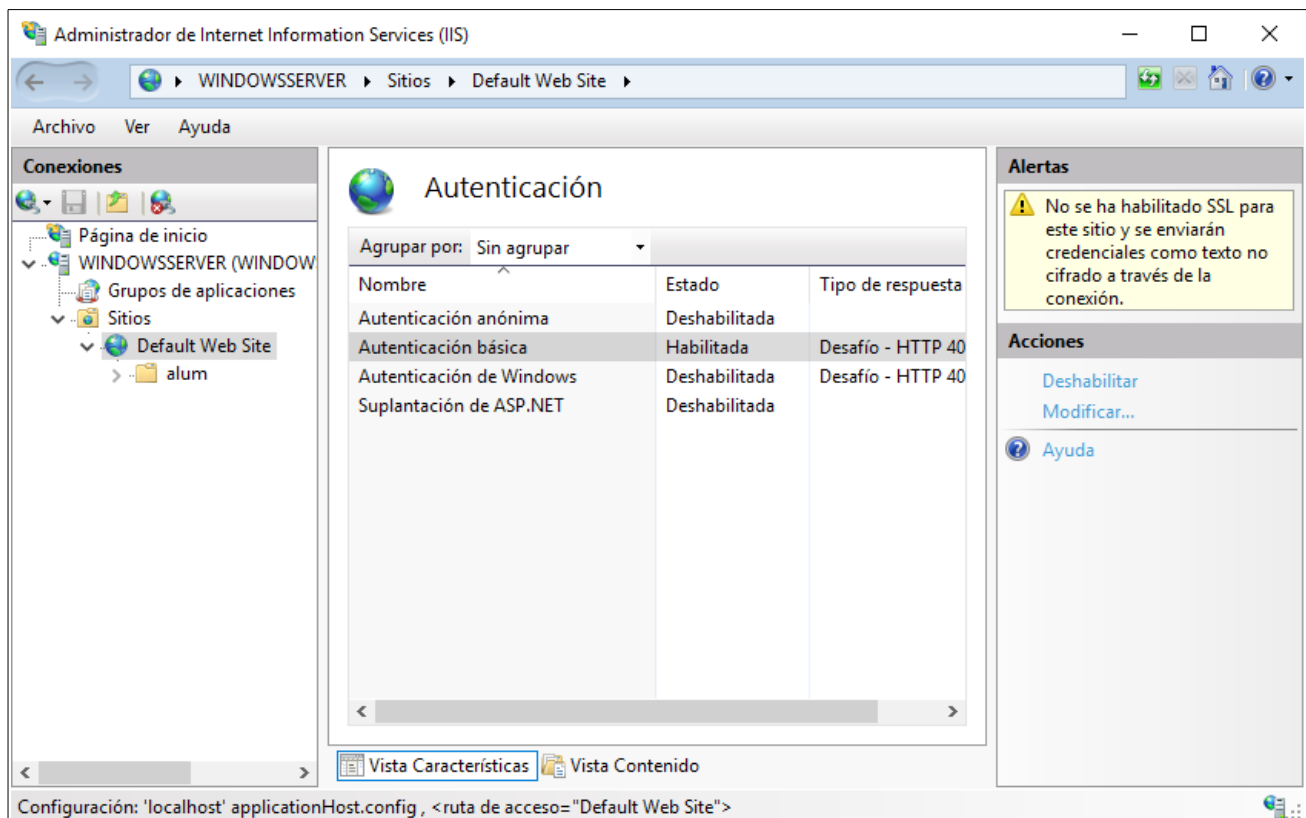 Administrador de Internet Information Services (IIS)
WINDOWSSERVER Sitios Default Web Site
Archivo Ver Ayuda
Conexiones
Página de inicio
WINDOWSSERVER (WINDOW
Grupos de aplicaciones
Sitios
Default Web Site
alum
Autenticación
Agrupar por: Sin agrupar
Nombre Estado Tipo de respuesta
Autenticación anónima Deshabilitada
Autenticación básica Habilitada Desafío - HTTP 40
Autenticación de Windows Deshabilitada Desafío - HTTP 40
Suplantación de ASP.NET Deshabilitada
Vista Características Vista Contenido
Alertas
No se ha habilitado SSL para
este sitio y se enviarán
credenciales como texto no
cifrado a través de la
conexión.
Acciones
Deshabilitar
Modificar...
Ayuda
Configuración: 'localhost' applicationHost.config , <ruta de acceso="Default Web Site">